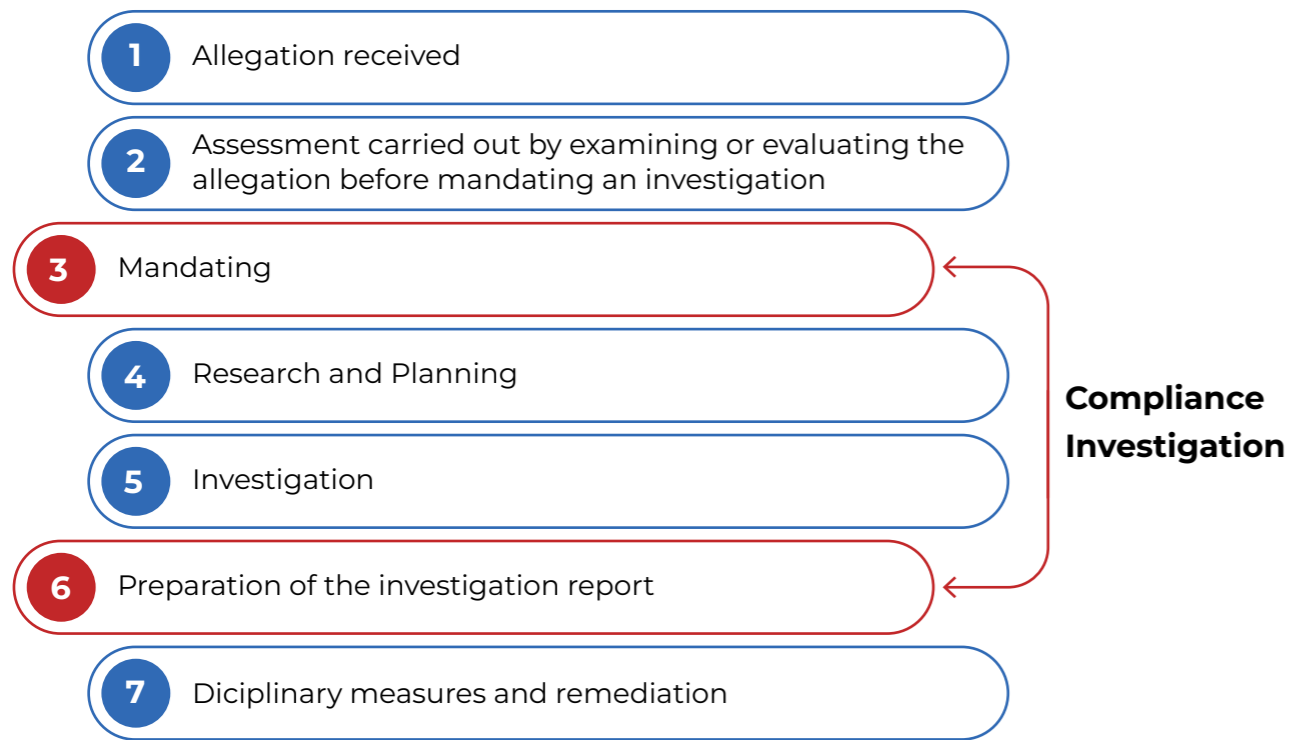 1 Allegation received
2 Assessment carried out by examining or evaluating the
allegation before mandating an investigation
3 Mandating
4 Research and Planning
5 Investigation
6 Preparation of the investigation report
7 Diciplinary measures and remediation
Compliance
Investigation